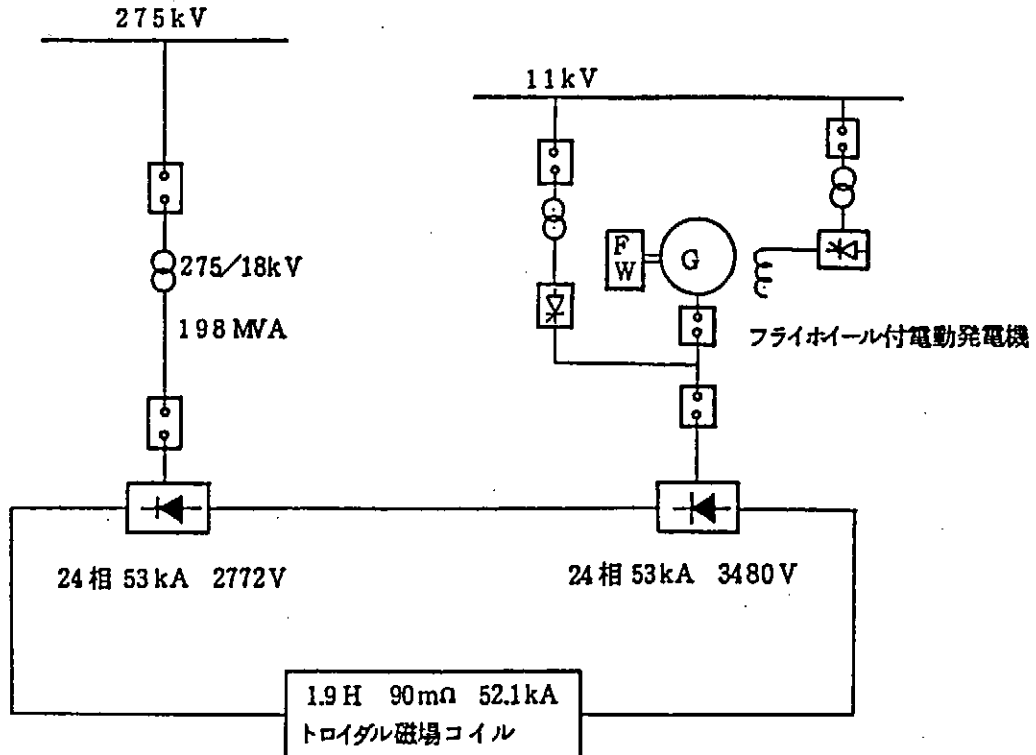 275kV
11kV
275/18kV
198 MVA
F
W
G
フライホイール付電動発電機
24相 53kA 2772V
24相 53kA 3480V
1.9H 90mΩ 52.1kA
トロイダル磁場コイル